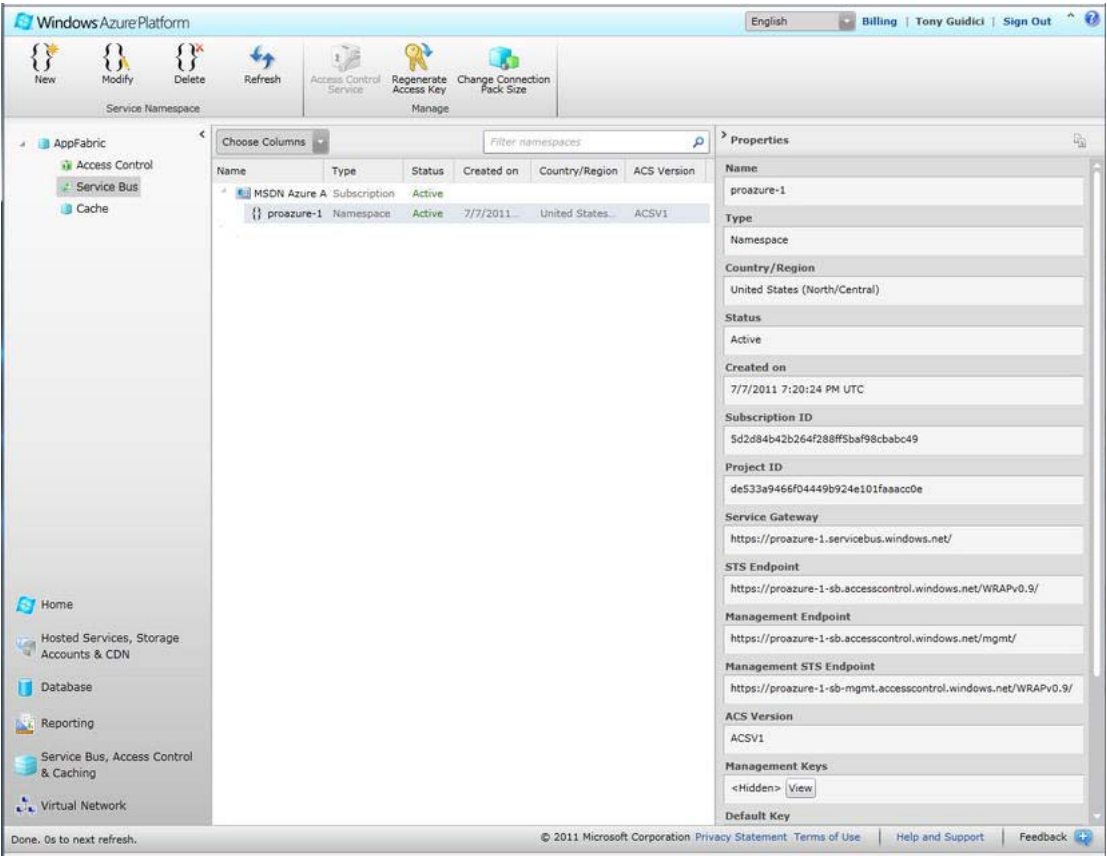 Windows Azure Platform
English
Billing | Tony Guidici | Sign Out
New
Modify
Delete
Refresh
Access Control Service
Regenerate Access Key
Change Connection Pack Size
Service Namespace
Manage
AppFabric
Access Control
Service Bus
Cache
Home
Hosted Services, Storage
Accounts & CDN
Database
Reporting
Service Bus, Access Control
& Caching
Virtual Network
Choose Columns
Filter namespaces
Name Type Status Created on Country/Region ACS Version
MSDN Azure A Subscription Active
{} proazure-1 Namespace Active 7/7/2011... United States... ACSV1
Properties
Name
proazure-1
Type
Namespace
Country/Region
United States (North/Central)
Status
Active
Created on
7/7/2011 7:20:24 PM UTC
Subscription ID
5d2d84b42b264f288ff5baf98cbabc49
Project ID
de533a9466f04449b924e101faaacc0e
Service Gateway
https://proazure-1.servicebus.windows.net/
STS Endpoint
https://proazure-1-sb.accesscontrol.windows.net/WRAPv0.9/
Management Endpoint
https://proazure-1-sb.accesscontrol.windows.net/mgmt/
Management STS Endpoint
https://proazure-1-sb-mgmt.accesscontrol.windows.net/WRAPv0.9/
ACS Version
ACSV1
Management Keys
<Hidden> View
Default Key
Done. 0s to next refresh.
© 2011 Microsoft Corporation Privacy Statement Terms of Use | Help and Support | Feedback